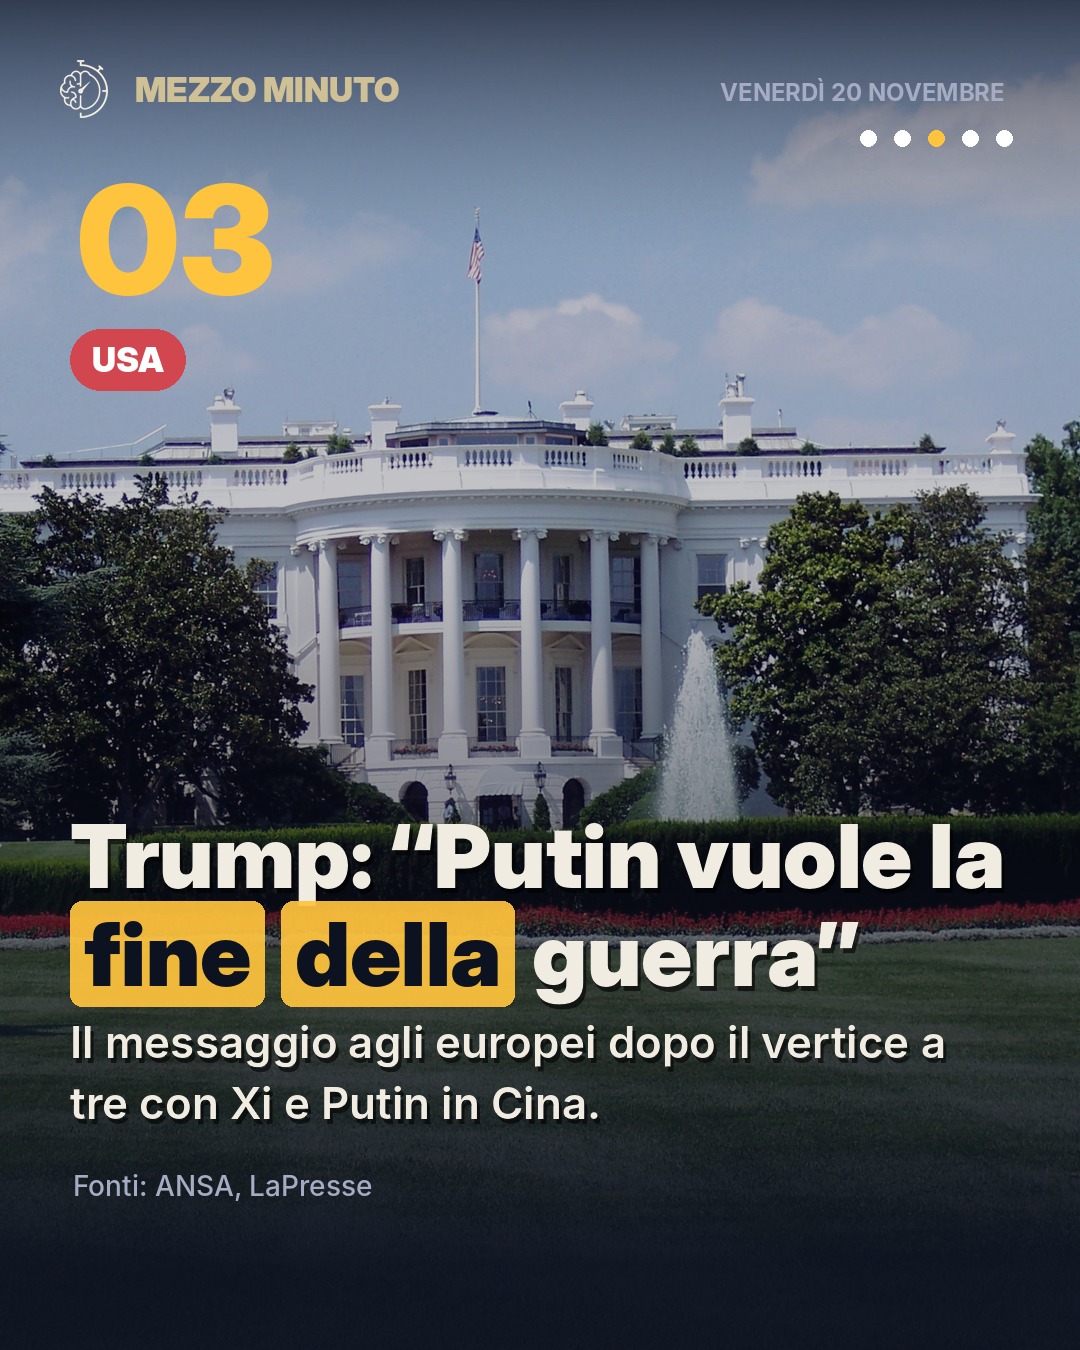 MEZZO MINUTO
VENERDÌ 20 NOVEMBRE
03
USA
Trump: “Putin vuole la
fine della guerra”
Il messaggio agli europei dopo il vertice a
tre con Xi e Putin in Cina.
Fonti: ANSA, LaPresse